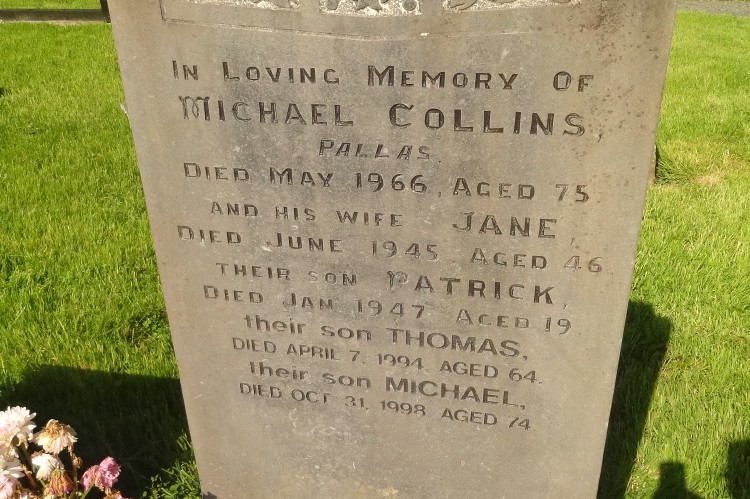 IN LOVING MEMORY OF
MICHAEL COLLINS,
PALLAS.
DIED MAY 1966, AGED 75
AND HIS WIFE JANE,
DIED JUNE 1945 AGED 46
THEIR SON PATRICK,
DIED JAN 1947 AGED 19
their son THOMAS,
DIED APRIL 7, 1994. AGED 64.
their son MICHAEL,
DIED OCT 31, 1998 AGED 74